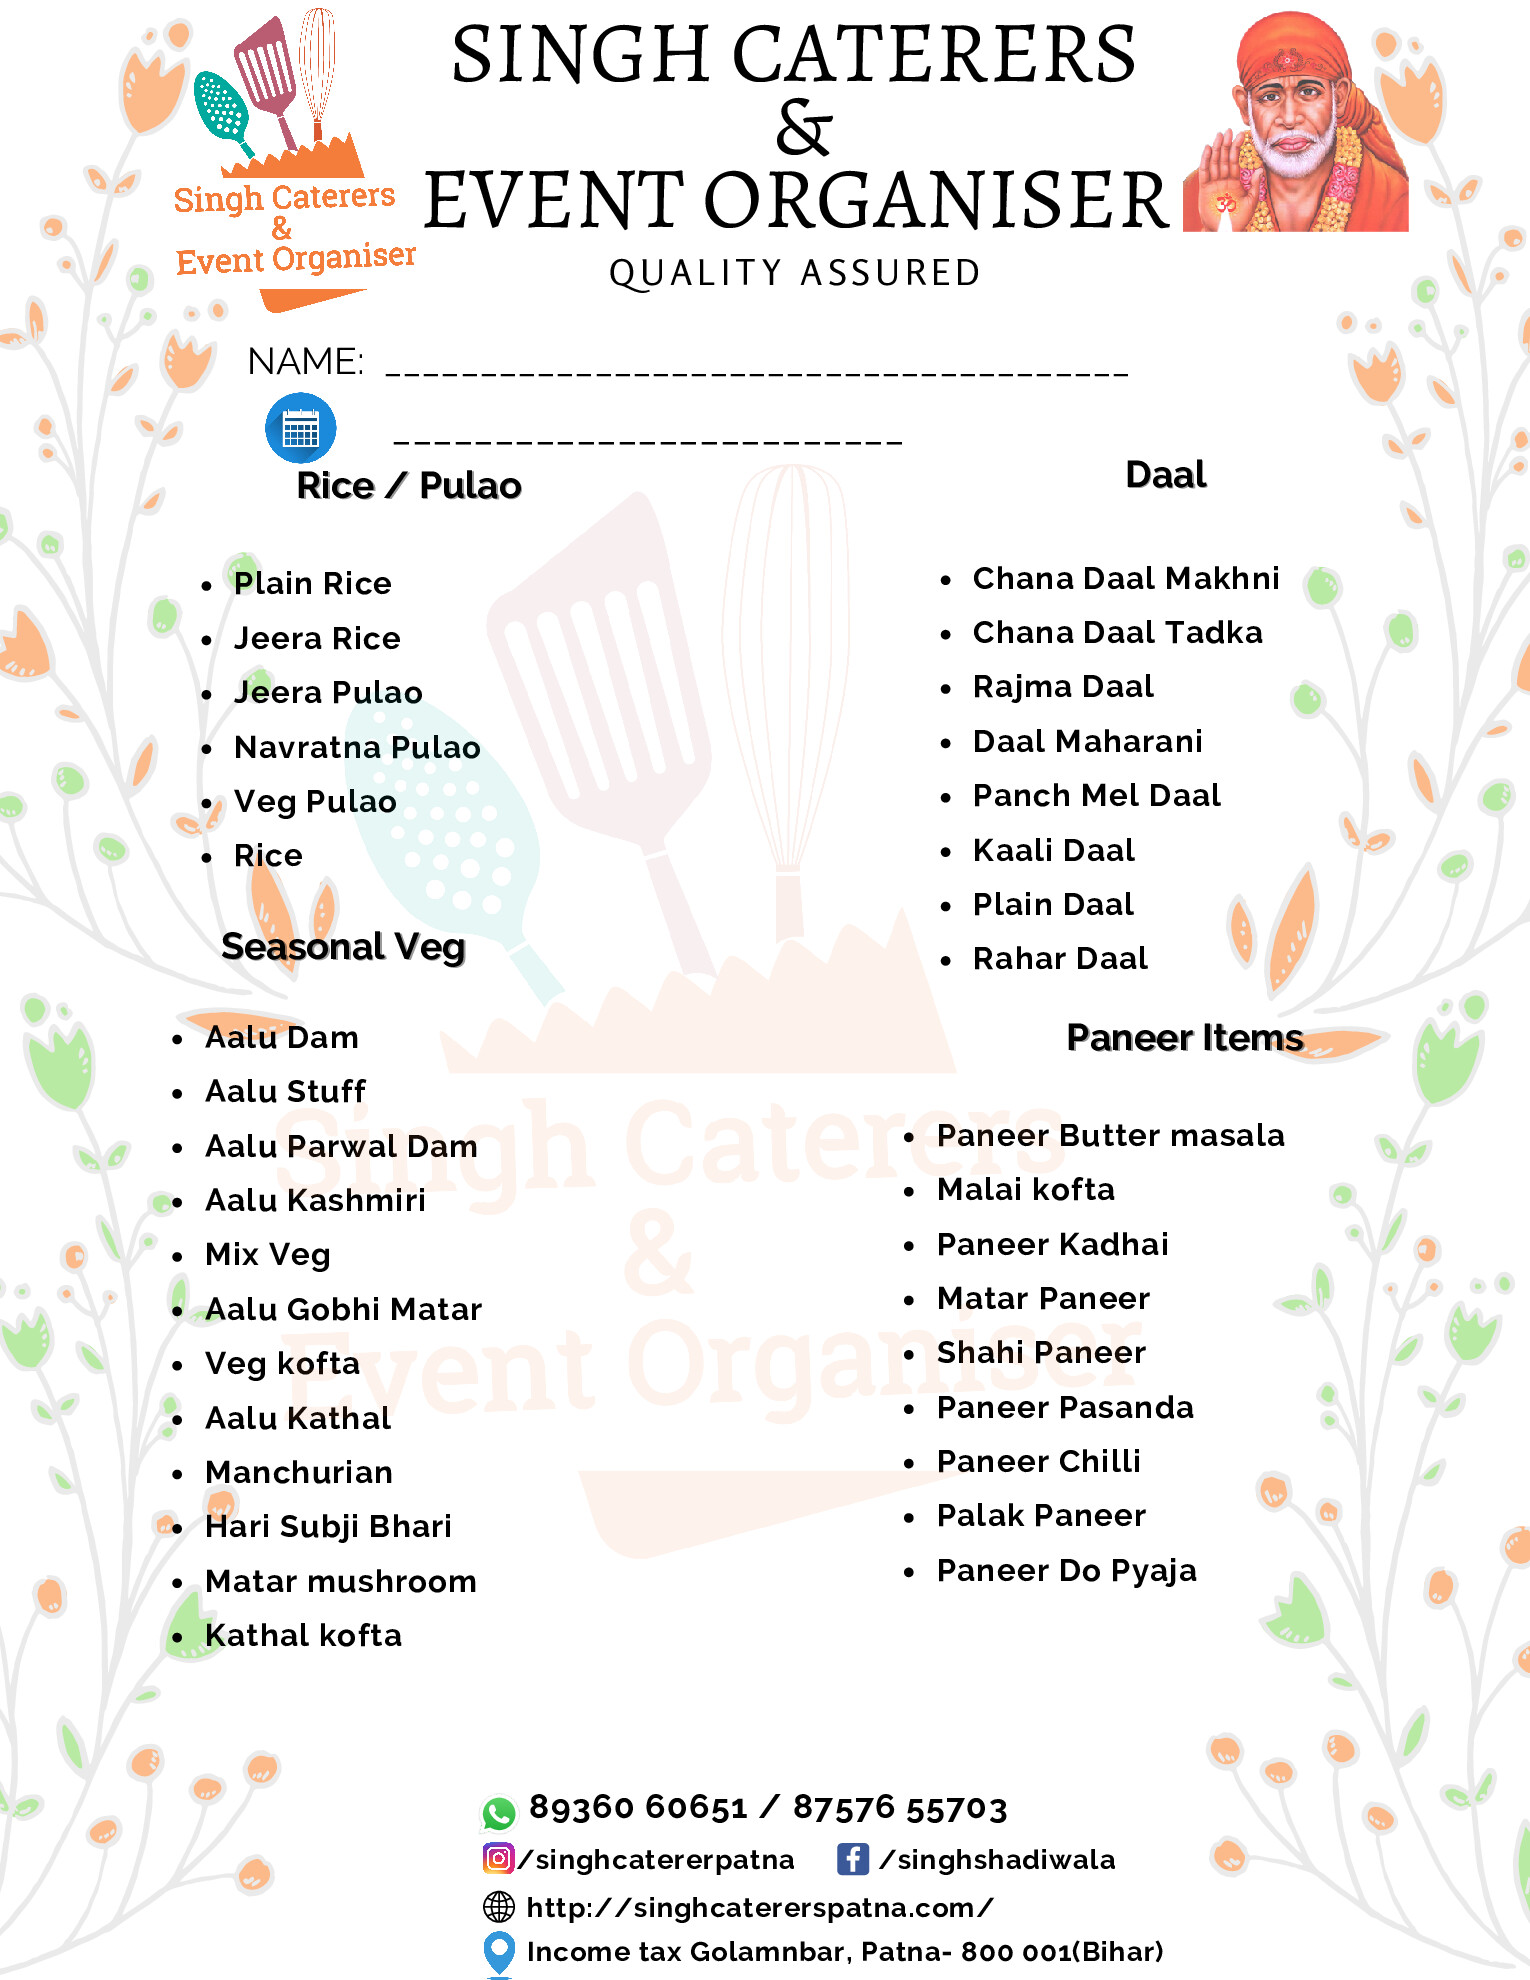 SINGH CATERERS
&
EVENT ORGANISER
QUALITY ASSURED
Singh Caterers
&
Event Organiser
ॐ
NAME: _______________________________________
_________________________
Rice / Pulao
Plain Rice
Jeera Rice
Jeera Pulao
Navratna Pulao
Veg Pulao
Rice
Seasonal Veg
Aalu Dam
Aalu Stuff
Aalu Parwal Dam
Aalu Kashmiri
Mix Veg
Aalu Gobhi Matar
Veg kofta
Aalu Kathal
Manchurian
Hari Subji Bhari
Matar mushroom
Kathal kofta
Daal
Chana Daal Makhni
Chana Daal Tadka
Rajma Daal
Daal Maharani
Panch Mel Daal
Kaali Daal
Plain Daal
Rahar Daal
Paneer Items
Paneer Butter masala
Malai kofta
Paneer Kadhai
Matar Paneer
Shahi Paneer
Paneer Pasanda
Paneer Chilli
Palak Paneer
Paneer Do Pyaja
Singh Caterers
&
Event Organiser
89360 60651 / 87576 55703
/singhcatererpatna /singhshadiwala
http://singhcatererspatna.com/
Income tax Golamnbar, Patna- 800 001(Bihar)